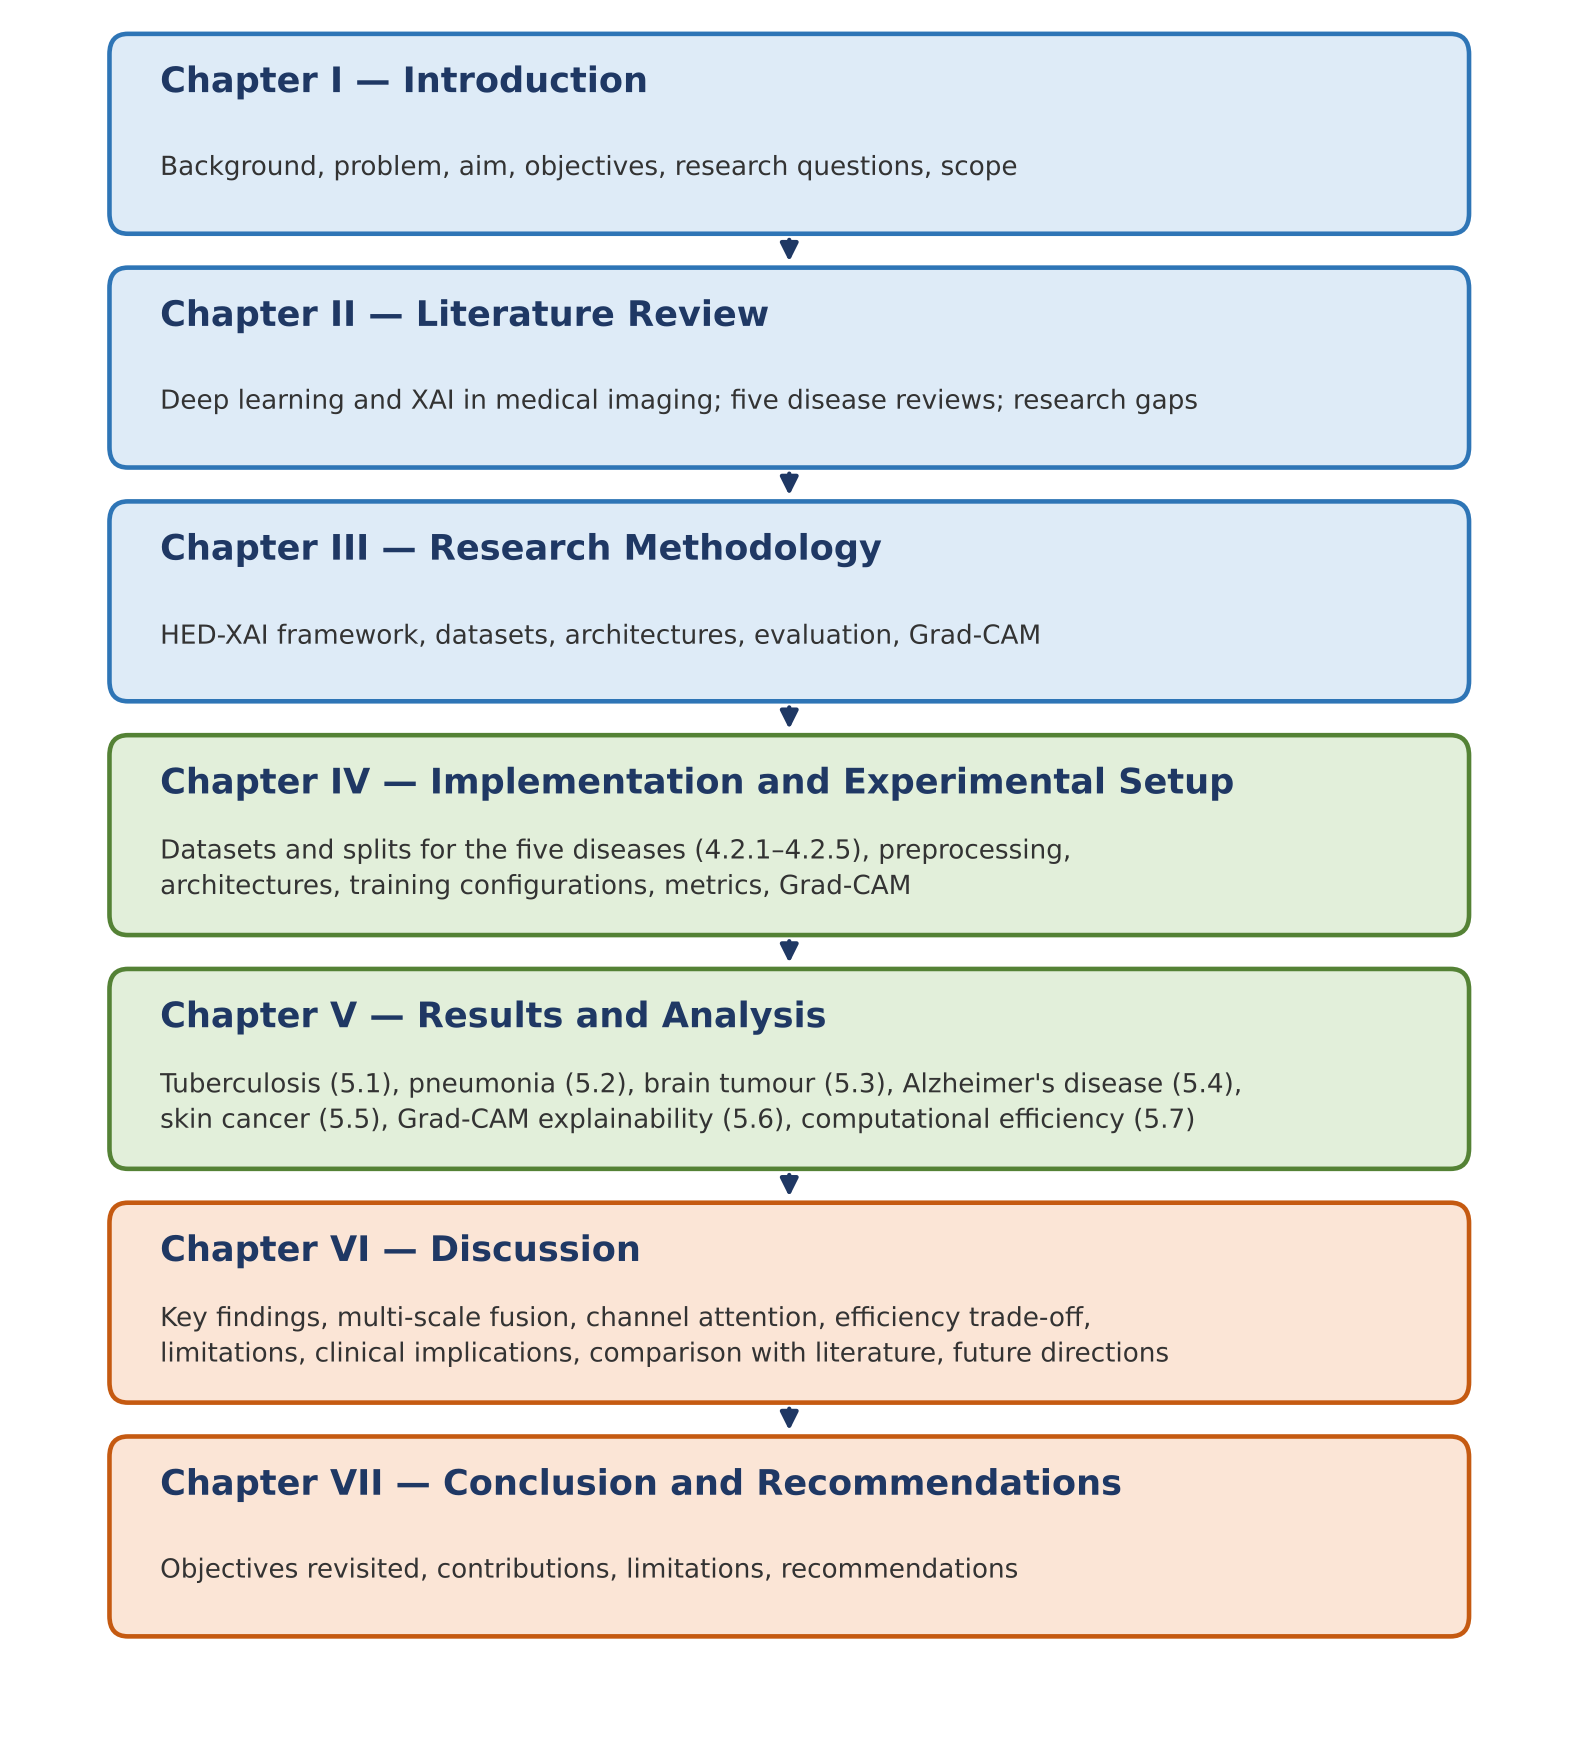 Chapter I — Introduction
Background, problem, aim, objectives, research questions, scope
Chapter II — Literature Review
Deep learning and XAI in medical imaging; five disease reviews; research gaps
Chapter III — Research Methodology
HED-XAI framework, datasets, architectures, evaluation, Grad-CAM
Chapter IV — Implementation and Experimental Setup
Datasets and splits for the five diseases (4.2.1–4.2.5), preprocessing,
architectures, training configurations, metrics, Grad-CAM
Chapter V — Results and Analysis
Tuberculosis (5.1), pneumonia (5.2), brain tumour (5.3), Alzheimer's disease (5.4),
skin cancer (5.5), Grad-CAM explainability (5.6), computational efficiency (5.7)
Chapter VI — Discussion
Key findings, multi-scale fusion, channel attention, efficiency trade-off,
limitations, clinical implications, comparison with literature, future directions
Chapter VII — Conclusion and Recommendations
Objectives revisited, contributions, limitations, recommendations